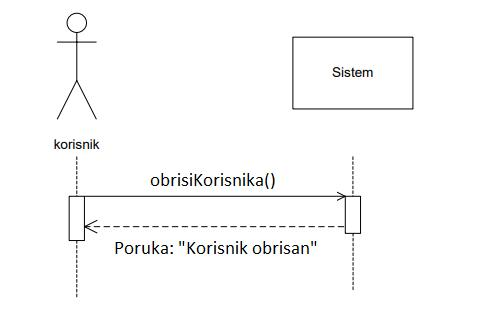 Sistem
korisnik
obrisiKorisnika()
Poruka: "Korisnik obrisan"